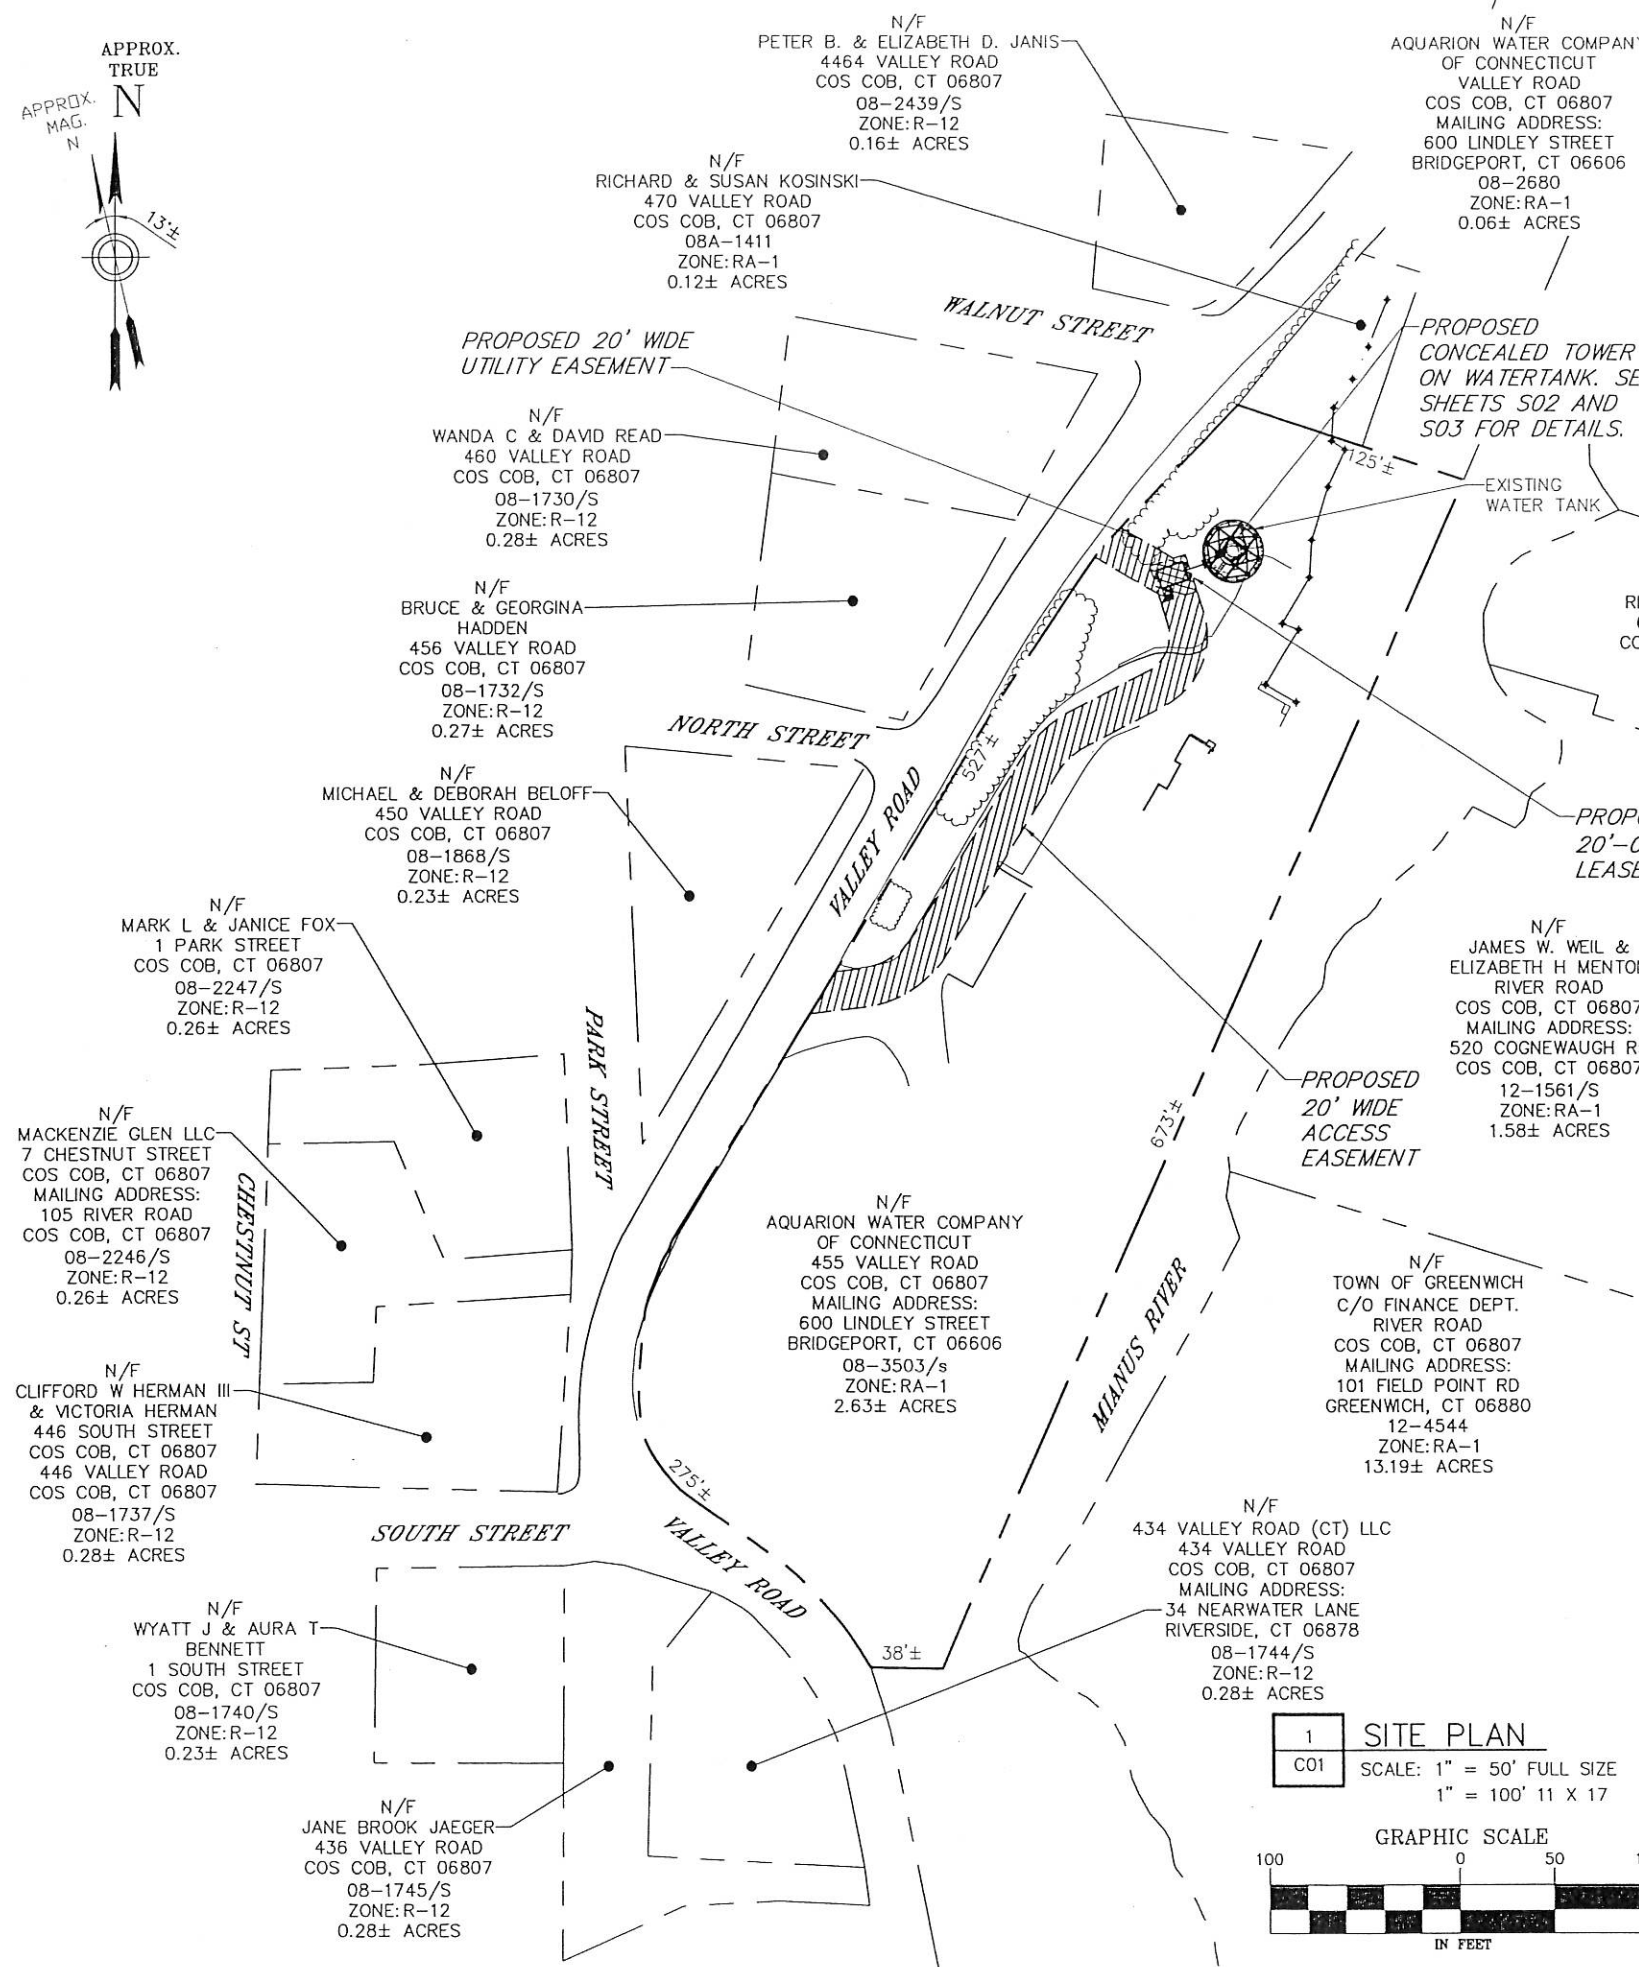 APPROX.
TRUE
N
APPROX.
MAG.
N
13°±
N/F
PETER B. & ELIZABETH D. JANIS
4464 VALLEY ROAD
COS COB, CT 06807
08-2439/S
ZONE: R-12
0.16± ACRES
N/F
AQUARION WATER COMPANY
OF CONNECTICUT
VALLEY ROAD
COS COB, CT 06807
MAILING ADDRESS:
600 LINDLEY STREET
BRIDGEPORT, CT 06606
08-2680
ZONE: RA-1
0.06± ACRES
N/F
RICHARD & SUSAN KOSINSKI
470 VALLEY ROAD
COS COB, CT 06807
08A-1411
ZONE: RA-1
0.12± ACRES
WALNUT STREET
PROPOSED 20' WIDE
UTILITY EASEMENT
PROPOSED
CONCEALED TOWER
ON WATERTANK. SE
SHEETS S02 AND
S03 FOR DETAILS.
125'±
EXISTING
WATER TANK
N/F
WANDA C & DAVID READ
460 VALLEY ROAD
COS COB, CT 06807
08-1730/S
ZONE: R-12
0.28± ACRES
N/F
BRUCE & GEORGINA
HADDEN
456 VALLEY ROAD
COS COB, CT 06807
08-1732/S
ZONE: R-12
0.27± ACRES
CO
NORTH STREET
527'±
VALLEY ROAD
N/F
MICHAEL & DEBORAH BELOFF
450 VALLEY ROAD
COS COB, CT 06807
08-1868/S
ZONE: R-12
0.23± ACRES
PROP
20'-
LEASE
N/F
MARK L & JANICE FOX
1 PARK STREET
COS COB, CT 06807
08-2247/S
ZONE: R-12
0.26± ACRES
N/F
JAMES W. WEIL &
ELIZABETH H MENTO
RIVER ROAD
COS COB, CT 06807
MAILING ADDRESS:
520 COGNEWAUGH R
COS COB, CT 06807
12-1561/S
ZONE: RA-1
1.58± ACRES
PARK STREET
PROPOSED
20' WIDE
ACCESS
EASEMENT
673'±
N/F
MACKENZIE GLEN LLC
7 CHESTNUT STREET
COS COB, CT 06807
MAILING ADDRESS:
105 RIVER ROAD
COS COB, CT 06807
08-2246/S
ZONE: R-12
0.26± ACRES
CHESTNUT ST
N/F
AQUARION WATER COMPANY
OF CONNECTICUT
455 VALLEY ROAD
COS COB, CT 06807
MAILING ADDRESS:
600 LINDLEY STREET
BRIDGEPORT, CT 06606
08-3503/s
ZONE: RA-1
2.63± ACRES
MIANUS RIVER
N/F
TOWN OF GREENWICH
C/O FINANCE DEPT.
RIVER ROAD
COS COB, CT 06807
MAILING ADDRESS:
101 FIELD POINT RD
GREENWICH, CT 06880
12-4544
ZONE: RA-1
13.19± ACRES
N/F
CLIFFORD W HERMAN III
& VICTORIA HERMAN
446 SOUTH STREET
COS COB, CT 06807
446 VALLEY ROAD
COS COB, CT 06807
08-1737/S
ZONE: R-12
0.28± ACRES
275'±
SOUTH STREET
VALLEY ROAD
N/F
434 VALLEY ROAD (CT) LLC
434 VALLEY ROAD
COS COB, CT 06807
MAILING ADDRESS:
34 NEARWATER LANE
RIVERSIDE, CT 06878
08-1744/S
ZONE: R-12
0.28± ACRES
38'±
N/F
WYATT J & AURA T
BENNETT
1 SOUTH STREET
COS COB, CT 06807
08-1740/S
ZONE: R-12
0.23± ACRES
N/F
JANE BROOK JAEGER
436 VALLEY ROAD
COS COB, CT 06807
08-1745/S
ZONE: R-12
0.28± ACRES
1
C01
SITE PLAN
SCALE: 1" = 50' FULL SIZE
1" = 100' 11 X 17
GRAPHIC SCALE
100 0 50
IN FEET